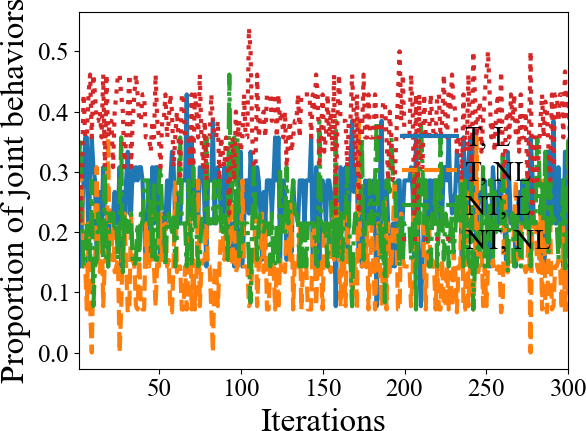 Proportion of joint behaviors
0.5
0.4
0.3
0.2
0.1
0.0
T, L
T, NL
NT, L
NT, NL
50 100 150 200 250 300
Iterations